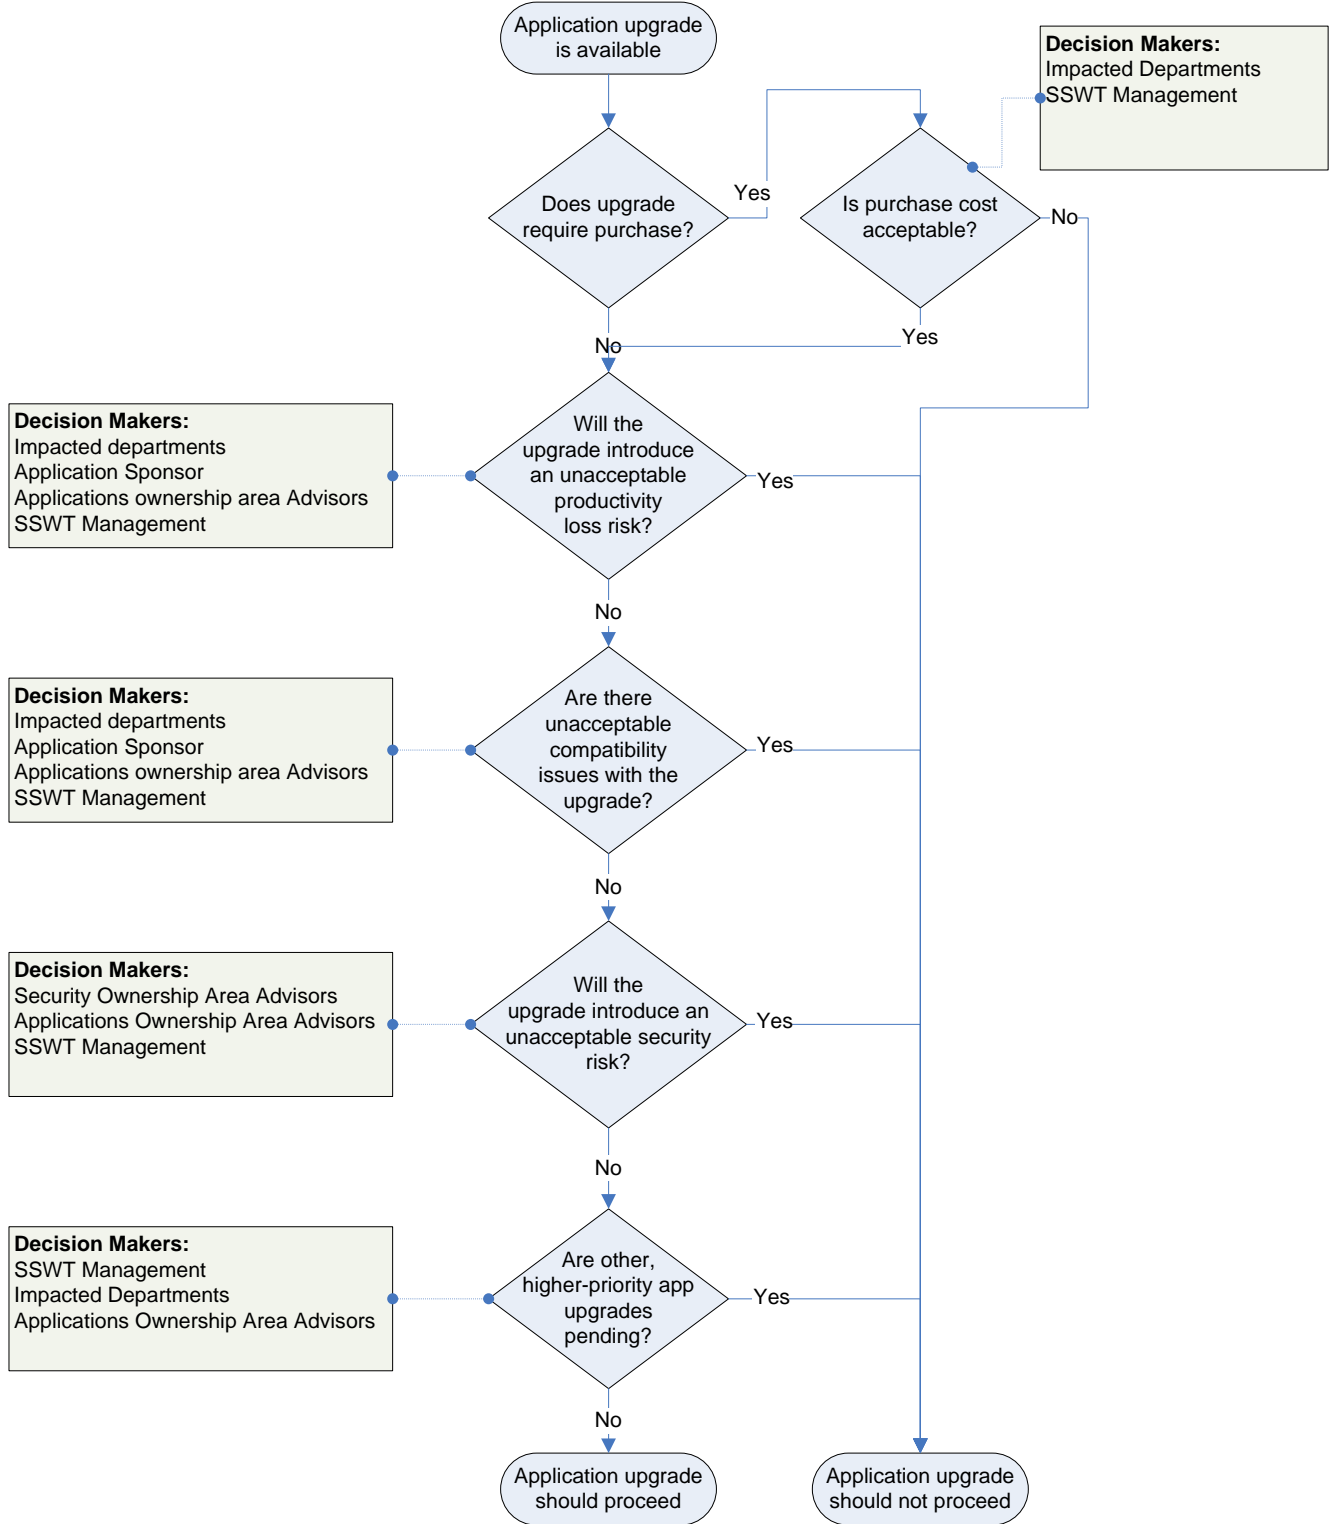 Application upgrade
is available
Decision Makers:
Impacted Departments
SSWT Management
Does upgrade
require purchase?
Yes
Is purchase cost
acceptable?
No
No
Yes
Decision Makers:
Impacted departments
Application Sponsor
Applications ownership area Advisors
SSWT Management
Will the
upgrade introduce
an unacceptable
productivity
loss risk?
Yes
No
Decision Makers:
Impacted departments
Application Sponsor
Applications ownership area Advisors
SSWT Management
Are there
unacceptable
compatibility
issues with the
upgrade?
Yes
No
Decision Makers:
Security Ownership Area Advisors
Applications Ownership Area Advisors
SSWT Management
Will the
upgrade introduce an
unacceptable security
risk?
Yes
No
Decision Makers:
SSWT Management
Impacted Departments
Applications Ownership Area Advisors
Are other,
higher-priority app
upgrades
pending?
Yes
No
Application upgrade
should proceed
Application upgrade
should not proceed